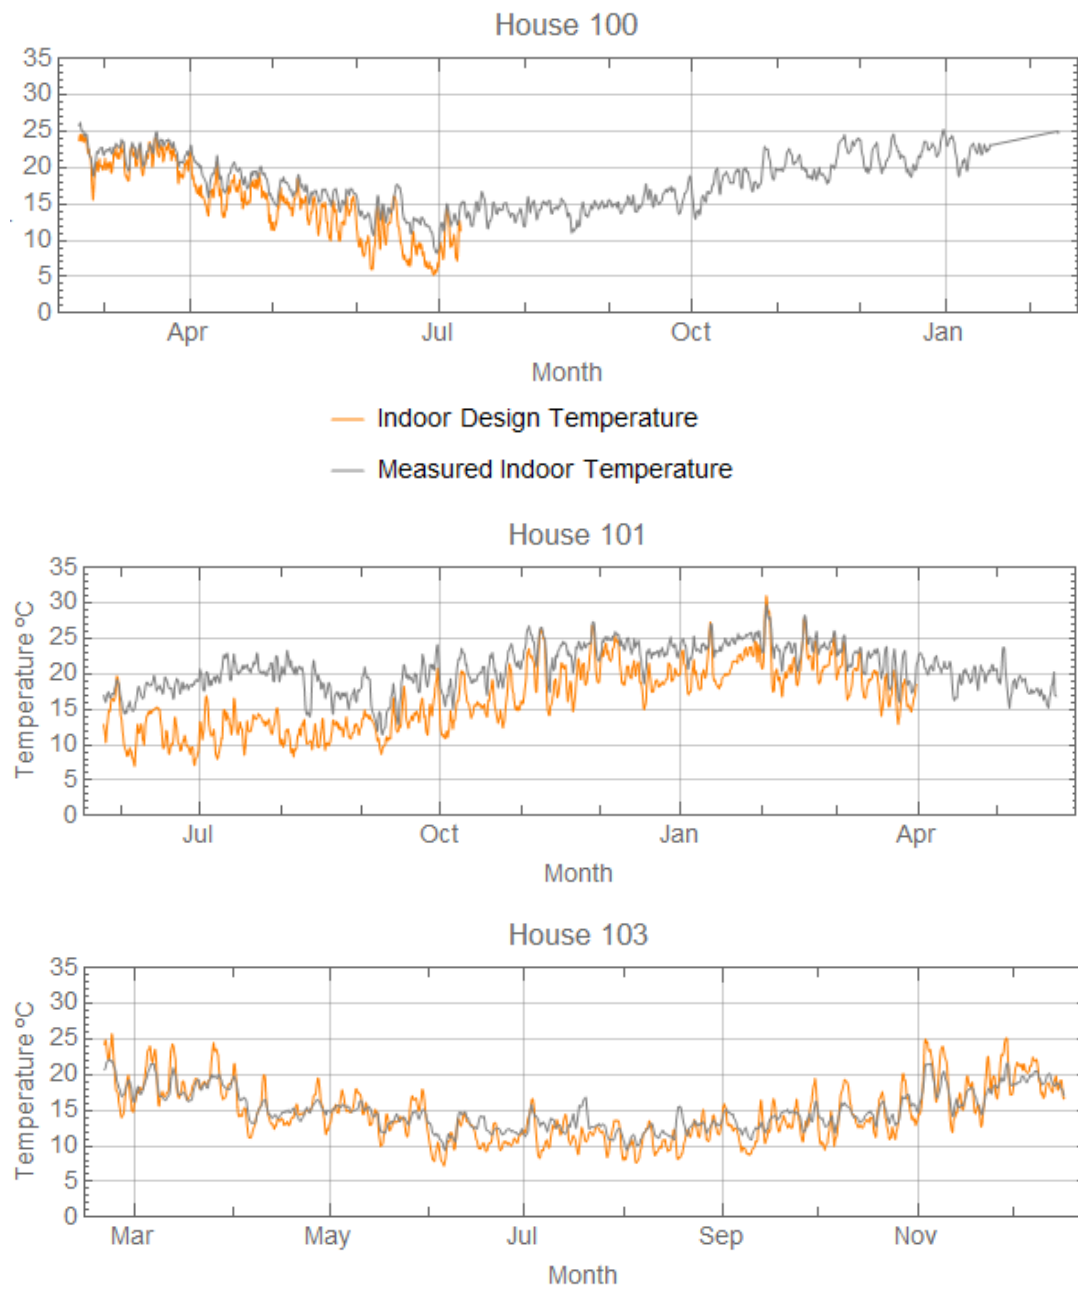 House 100
35
30
25
20
15
10
5
0
Apr Jul Oct Jan
Month
Indoor Design Temperature
Measured Indoor Temperature
House 101
Temperature ºC
35
30
25
20
15
10
5
0
Jul Oct Jan Apr
Month
House 103
Temperature ºC
35
30
25
20
15
10
5
0
Mar May Jul Sep Nov
Month